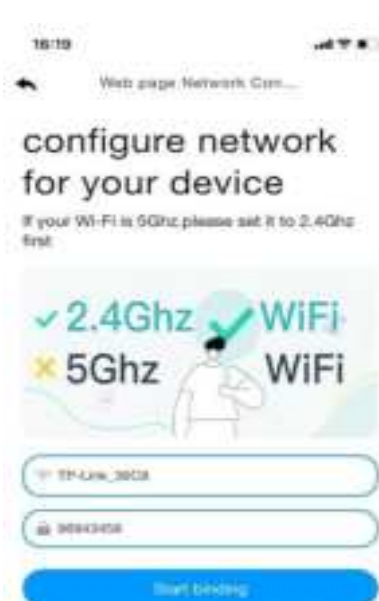 16:19
Web page Network Con...
configure network
for your device
If your Wi-Fi is 5Ghz,please set it to 2.4Ghz
first
2.4Ghz WiFi
5Ghz WiFi
Start binding